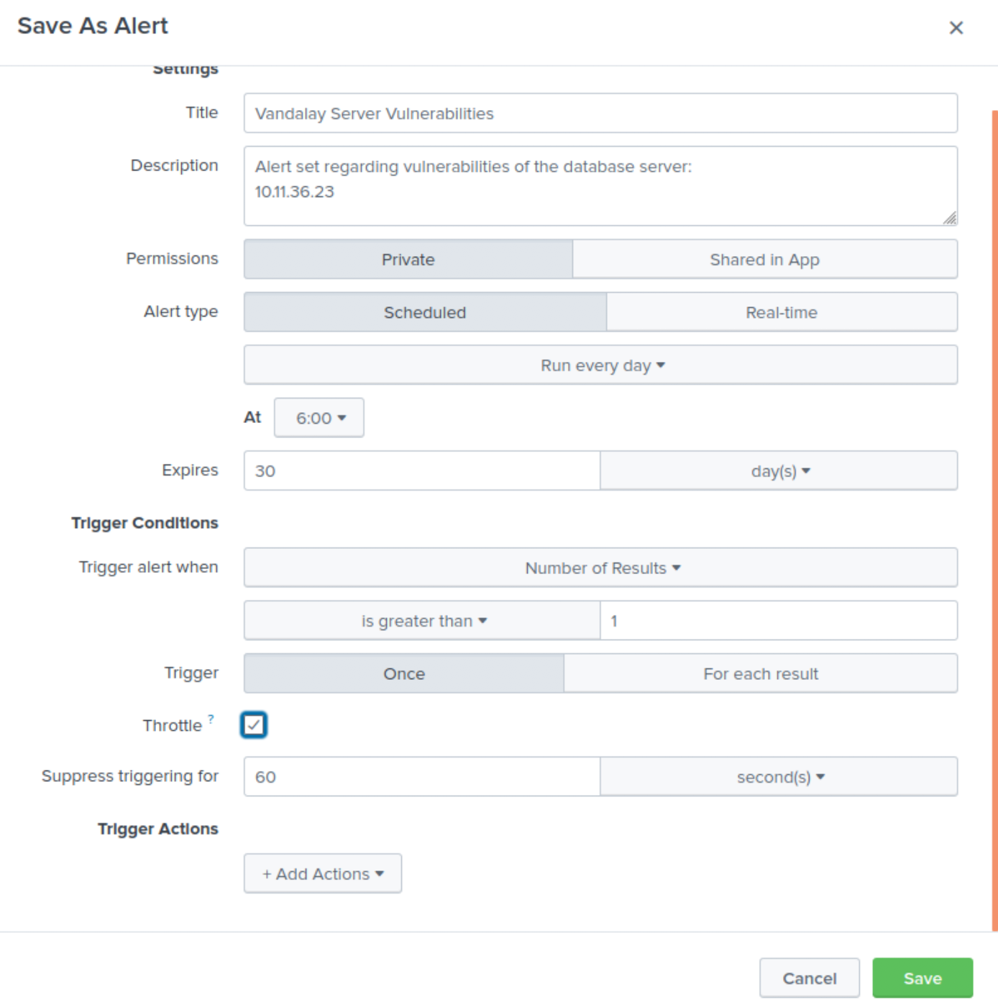 Save As Alert
×
Settings
Title Vandalay Server Vulnerabilities
Description Alert set regarding vulnerabilities of the database server:
10.11.36.23
Permissions Private Shared in App
Alert type Scheduled Real-time
Run every day
At 6:00
Expires 30 day(s)
Trigger Conditions
Trigger alert when Number of Results
is greater than 1
Trigger Once For each result
Throttle ?
Suppress triggering for 60 second(s)
Trigger Actions
+ Add Actions
Cancel Save